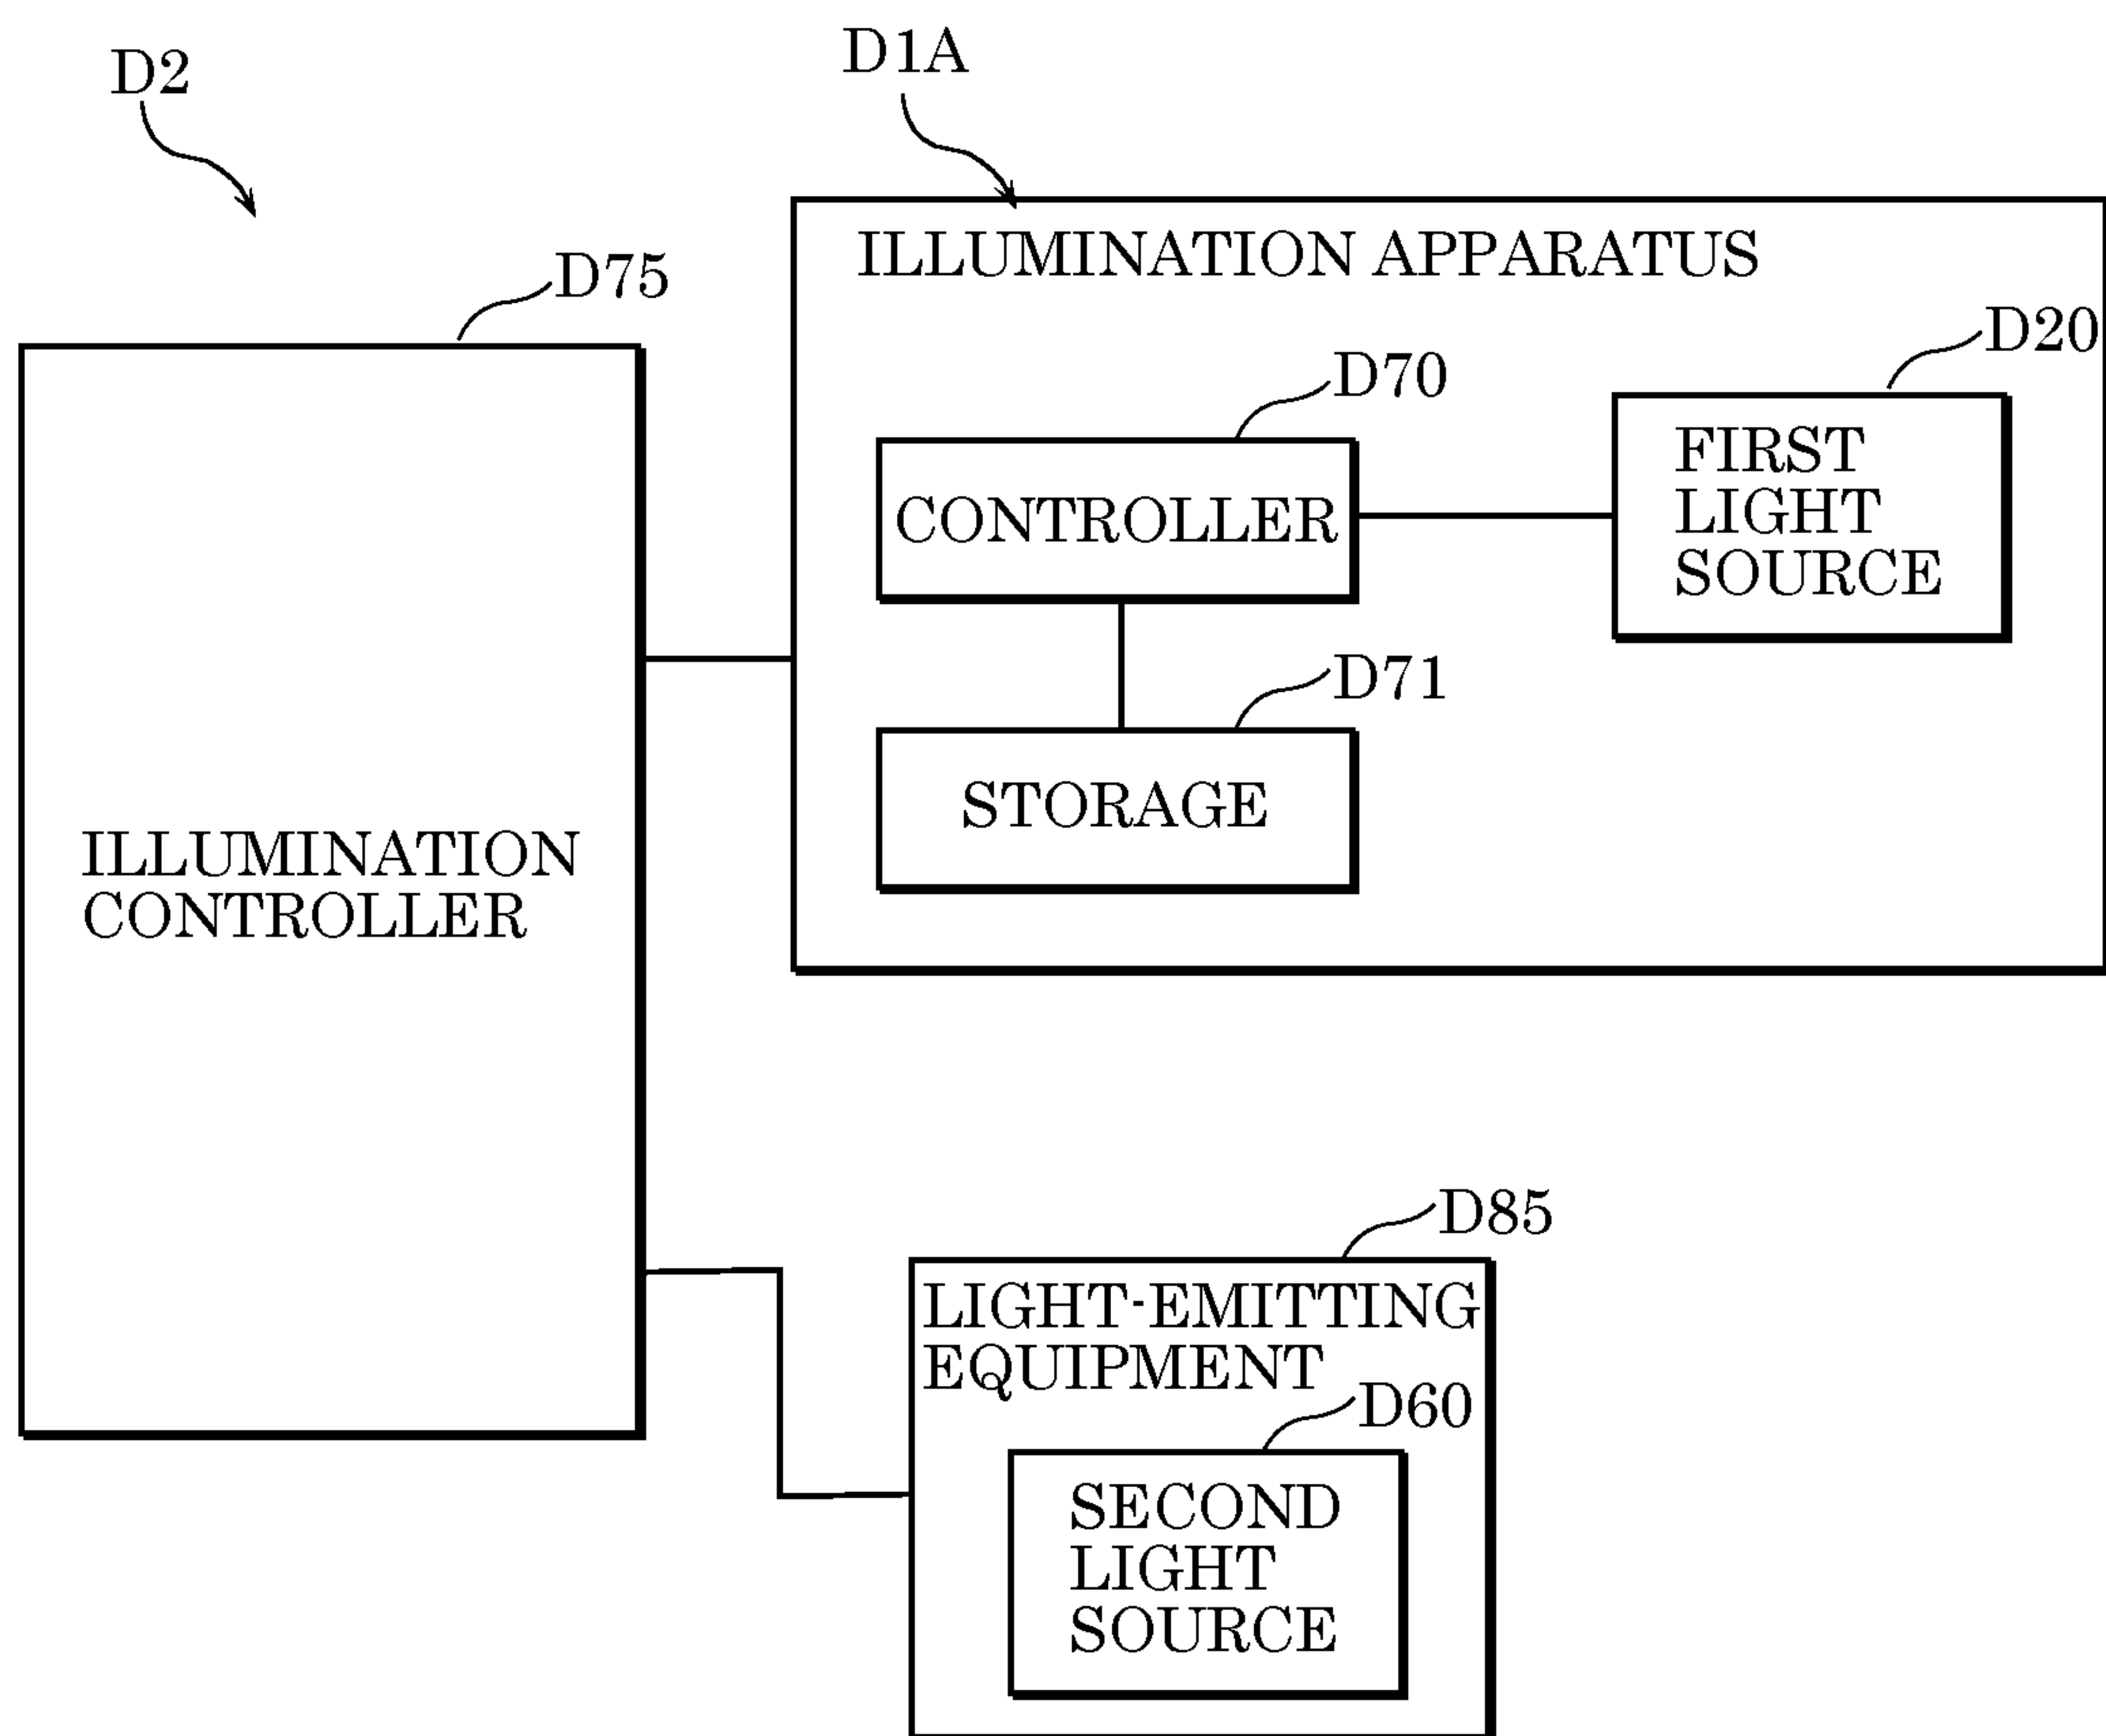 D2
D1A
D75
ILLUMINATION APPARATUS
D20
D70
FIRST
LIGHT
SOURCE
CONTROLLER
D71
STORAGE
ILLUMINATION
CONTROLLER
D85
LIGHT-EMITTING
EQUIPMENT
D60
SECOND
LIGHT
SOURCE